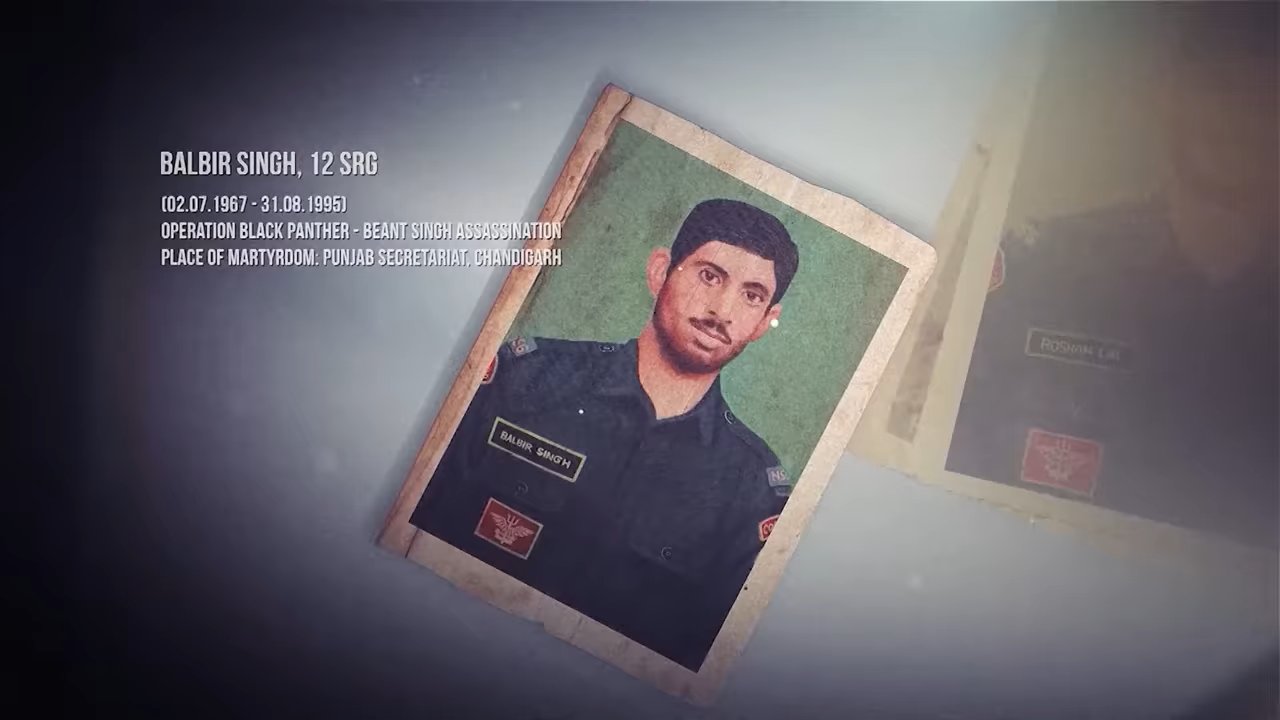 BALBIR SINGH, 12 SRG
(02.07.1967 - 31.08.1995)
OPERATION BLACK PANTHER - BEANT SINGH ASSASSINATION
PLACE OF MARTYRDOM: PUNJAB SECRETARIAT, CHANDIGARH
BALBIR SINGH
NS
ROSHAN LAL